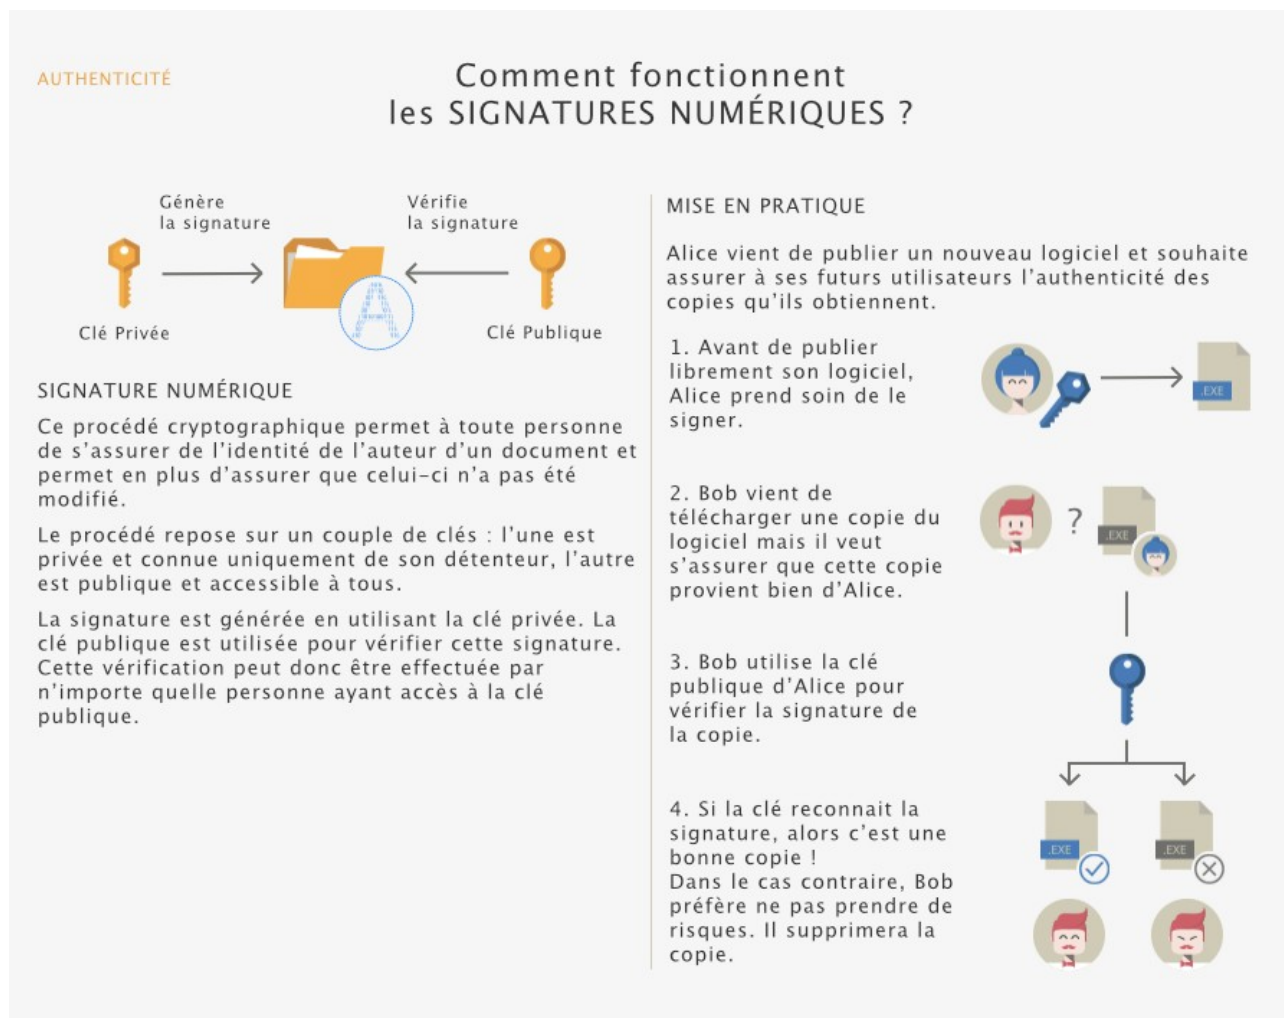 AUTHENTICITÉ
Comment fonctionnent
les SIGNATURES NUMÉRIQUES ?
Génère
la signature
Vérifie
la signature
Clé Privée
Clé Publique
SIGNATURE NUMÉRIQUE
Ce procédé cryptographique permet à toute personne
de s'assurer de l'identité de l'auteur d'un document et
permet en plus d'assurer que celui-ci n'a pas été
modifié.
Le procédé repose sur un couple de clés : l'une est
privée et connue uniquement de son détenteur, l'autre
est publique et accessible à tous.
La signature est générée en utilisant la clé privée. La
clé publique est utilisée pour vérifier cette signature.
Cette vérification peut donc être effectuée par
n'importe quelle personne ayant accès à la clé
publique.
MISE EN PRATIQUE
Alice vient de publier un nouveau logiciel et souhaite
assurer à ses futurs utilisateurs l'authenticité des
copies qu'ils obtiennent.
1. Avant de publier
librement son logiciel,
Alice prend soin de le
signer.
.EXE
2. Bob vient de
télécharger une copie du
logiciel mais il veut
s'assurer que cette copie
provient bien d'Alice.
?
.EXE
3. Bob utilise la clé
publique d'Alice pour
vérifier la signature de
la copie.
4. Si la clé reconnait la
signature, alors c'est une
bonne copie !
Dans le cas contraire, Bob
préfère ne pas prendre de
risques. Il supprimera la
copie.
.EXE
.EXE